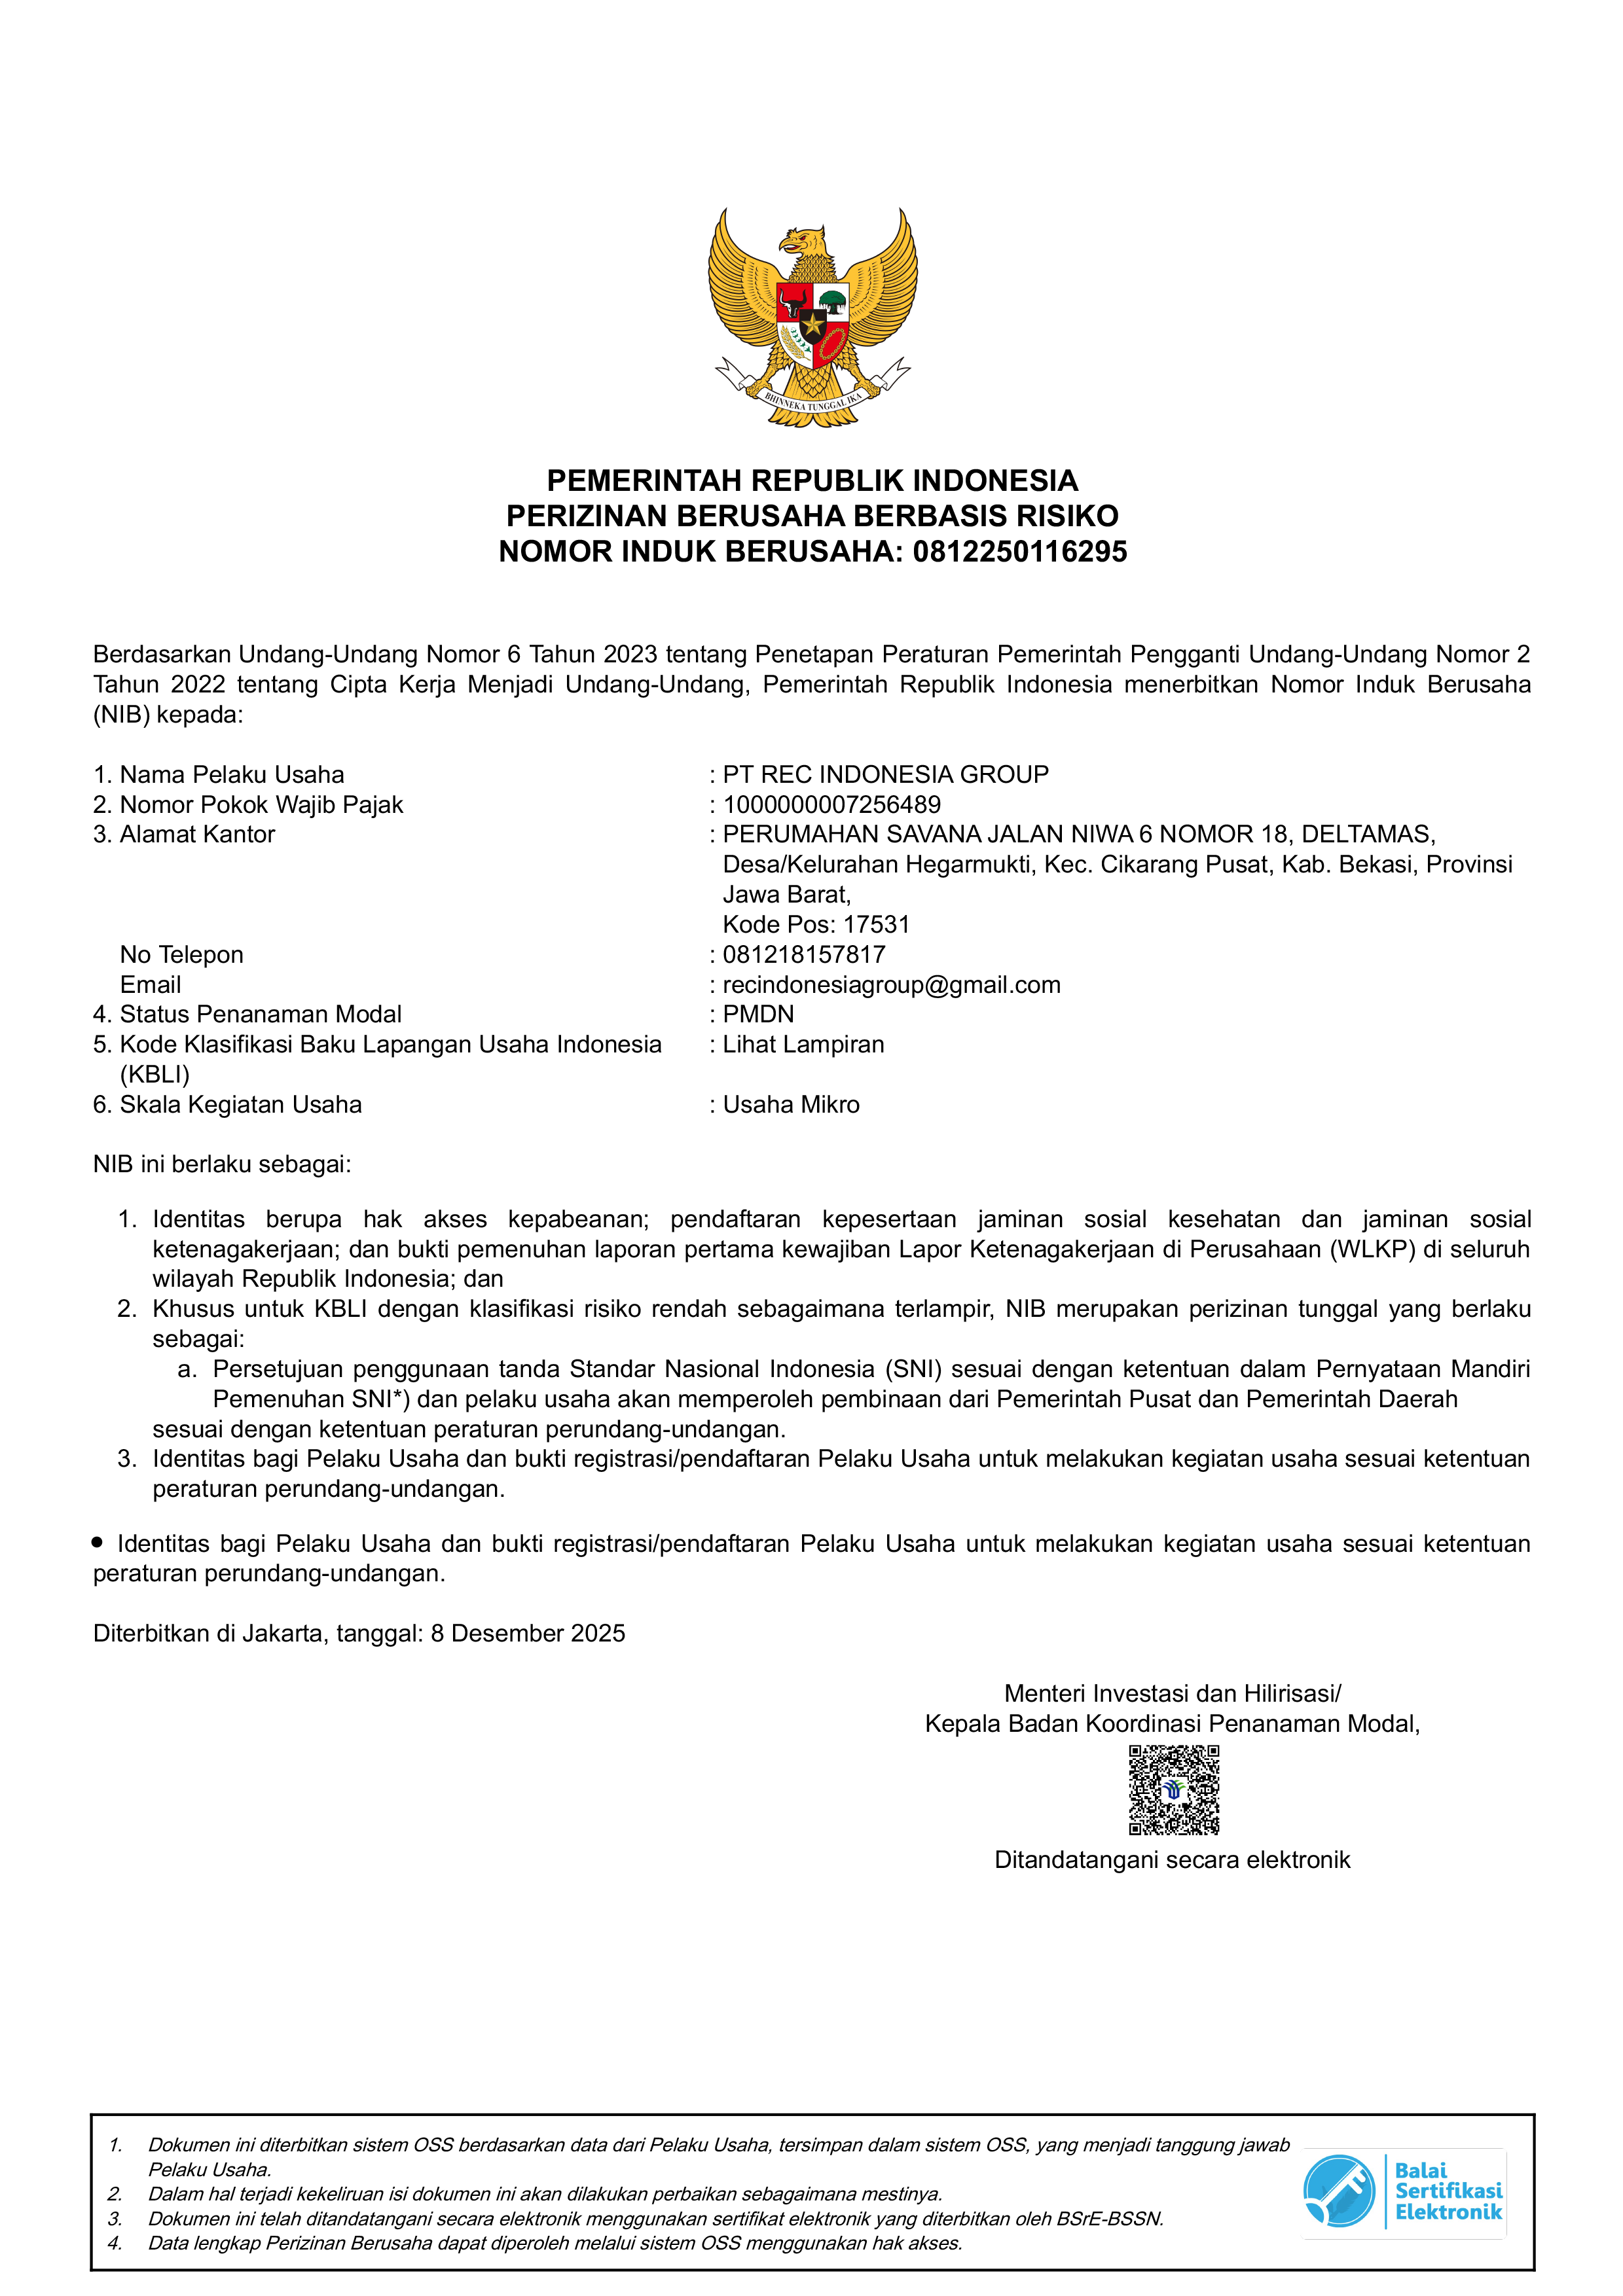 BHINNEKA TUNGGAL IKA
PEMERINTAH REPUBLIK INDONESIA
PERIZINAN BERUSAHA BERBASIS RISIKO
NOMOR INDUK BERUSAHA: 0812250116295
Berdasarkan Undang-Undang Nomor 6 Tahun 2023 tentang Penetapan Peraturan Pemerintah Pengganti Undang-Undang Nomor 2
Tahun 2022 tentang Cipta Kerja Menjadi Undang-Undang, Pemerintah Republik Indonesia menerbitkan Nomor Induk Berusaha
(NIB) kepada:
1. Nama Pelaku Usaha : PT REC INDONESIA GROUP
2. Nomor Pokok Wajib Pajak : 1000000007256489
3. Alamat Kantor : PERUMAHAN SAVANA JALAN NIWA 6 NOMOR 18, DELTAMAS,
Desa/Kelurahan Hegarmukti, Kec. Cikarang Pusat, Kab. Bekasi, Provinsi
Jawa Barat,
Kode Pos: 17531
No Telepon : 081218157817
Email : recindonesiagroup@gmail.com
4. Status Penanaman Modal : PMDN
5. Kode Klasifikasi Baku Lapangan Usaha Indonesia : Lihat Lampiran
(KBLI)
6. Skala Kegiatan Usaha : Usaha Mikro
NIB ini berlaku sebagai:
1. Identitas berupa hak akses kepabeanan; pendaftaran kepesertaan jaminan sosial kesehatan dan jaminan sosial
ketenagakerjaan; dan bukti pemenuhan laporan pertama kewajiban Lapor Ketenagakerjaan di Perusahaan (WLKP) di seluruh
wilayah Republik Indonesia; dan
2. Khusus untuk KBLI dengan klasifikasi risiko rendah sebagaimana terlampir, NIB merupakan perizinan tunggal yang berlaku
sebagai:
a. Persetujuan penggunaan tanda Standar Nasional Indonesia (SNI) sesuai dengan ketentuan dalam Pernyataan Mandiri
Pemenuhan SNI*) dan pelaku usaha akan memperoleh pembinaan dari Pemerintah Pusat dan Pemerintah Daerah
sesuai dengan ketentuan peraturan perundang-undangan.
3. Identitas bagi Pelaku Usaha dan bukti registrasi/pendaftaran Pelaku Usaha untuk melakukan kegiatan usaha sesuai ketentuan
peraturan perundang-undangan.
● Identitas bagi Pelaku Usaha dan bukti registrasi/pendaftaran Pelaku Usaha untuk melakukan kegiatan usaha sesuai ketentuan
peraturan perundang-undangan.
Diterbitkan di Jakarta, tanggal: 8 Desember 2025
Menteri Investasi dan Hilirisasi/
Kepala Badan Koordinasi Penanaman Modal,
Ditandatangani secara elektronik
1. Dokumen ini diterbitkan sistem OSS berdasarkan data dari Pelaku Usaha, tersimpan dalam sistem OSS, yang menjadi tanggung jawab
Pelaku Usaha.
2. Dalam hal terjadi kekeliruan isi dokumen ini akan dilakukan perbaikan sebagaimana mestinya.
3. Dokumen ini telah ditandatangani secara elektronik menggunakan sertifikat elektronik yang diterbitkan oleh BSrE-BSSN.
4. Data lengkap Perizinan Berusaha dapat diperoleh melalui sistem OSS menggunakan hak akses.
Balai
Sertifikasi
Elektronik